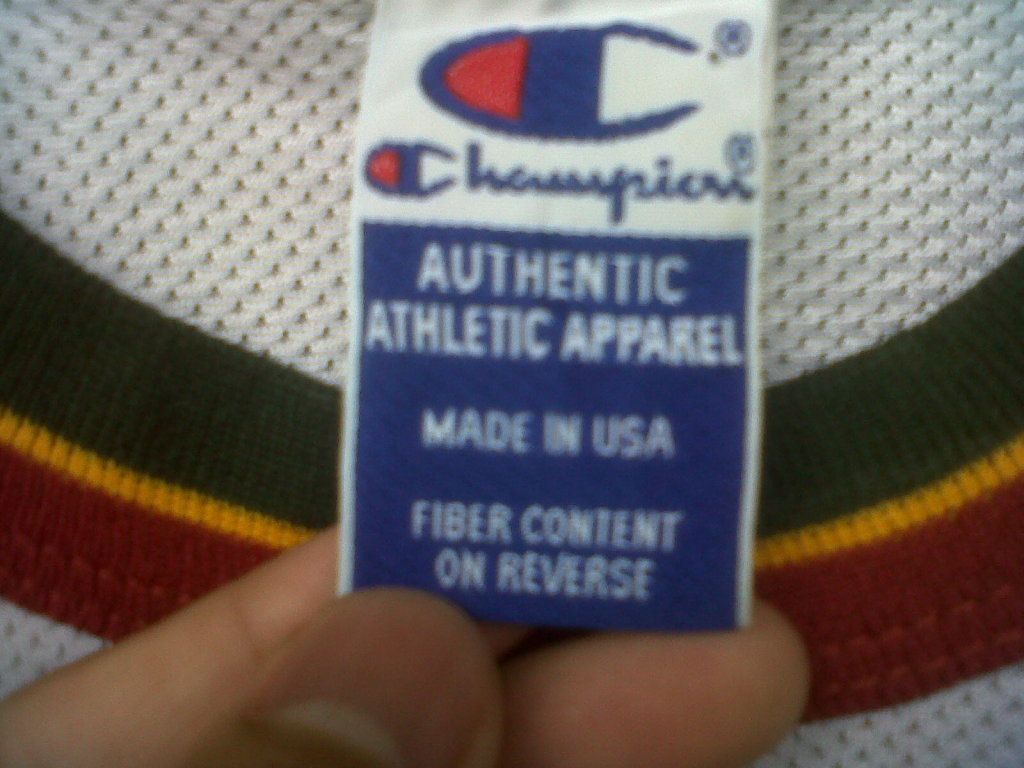 ®
Champion®
AUTHENTIC
ATHLETIC APPAREL
MADE IN USA
FIBER CONTENT
ON REVERSE